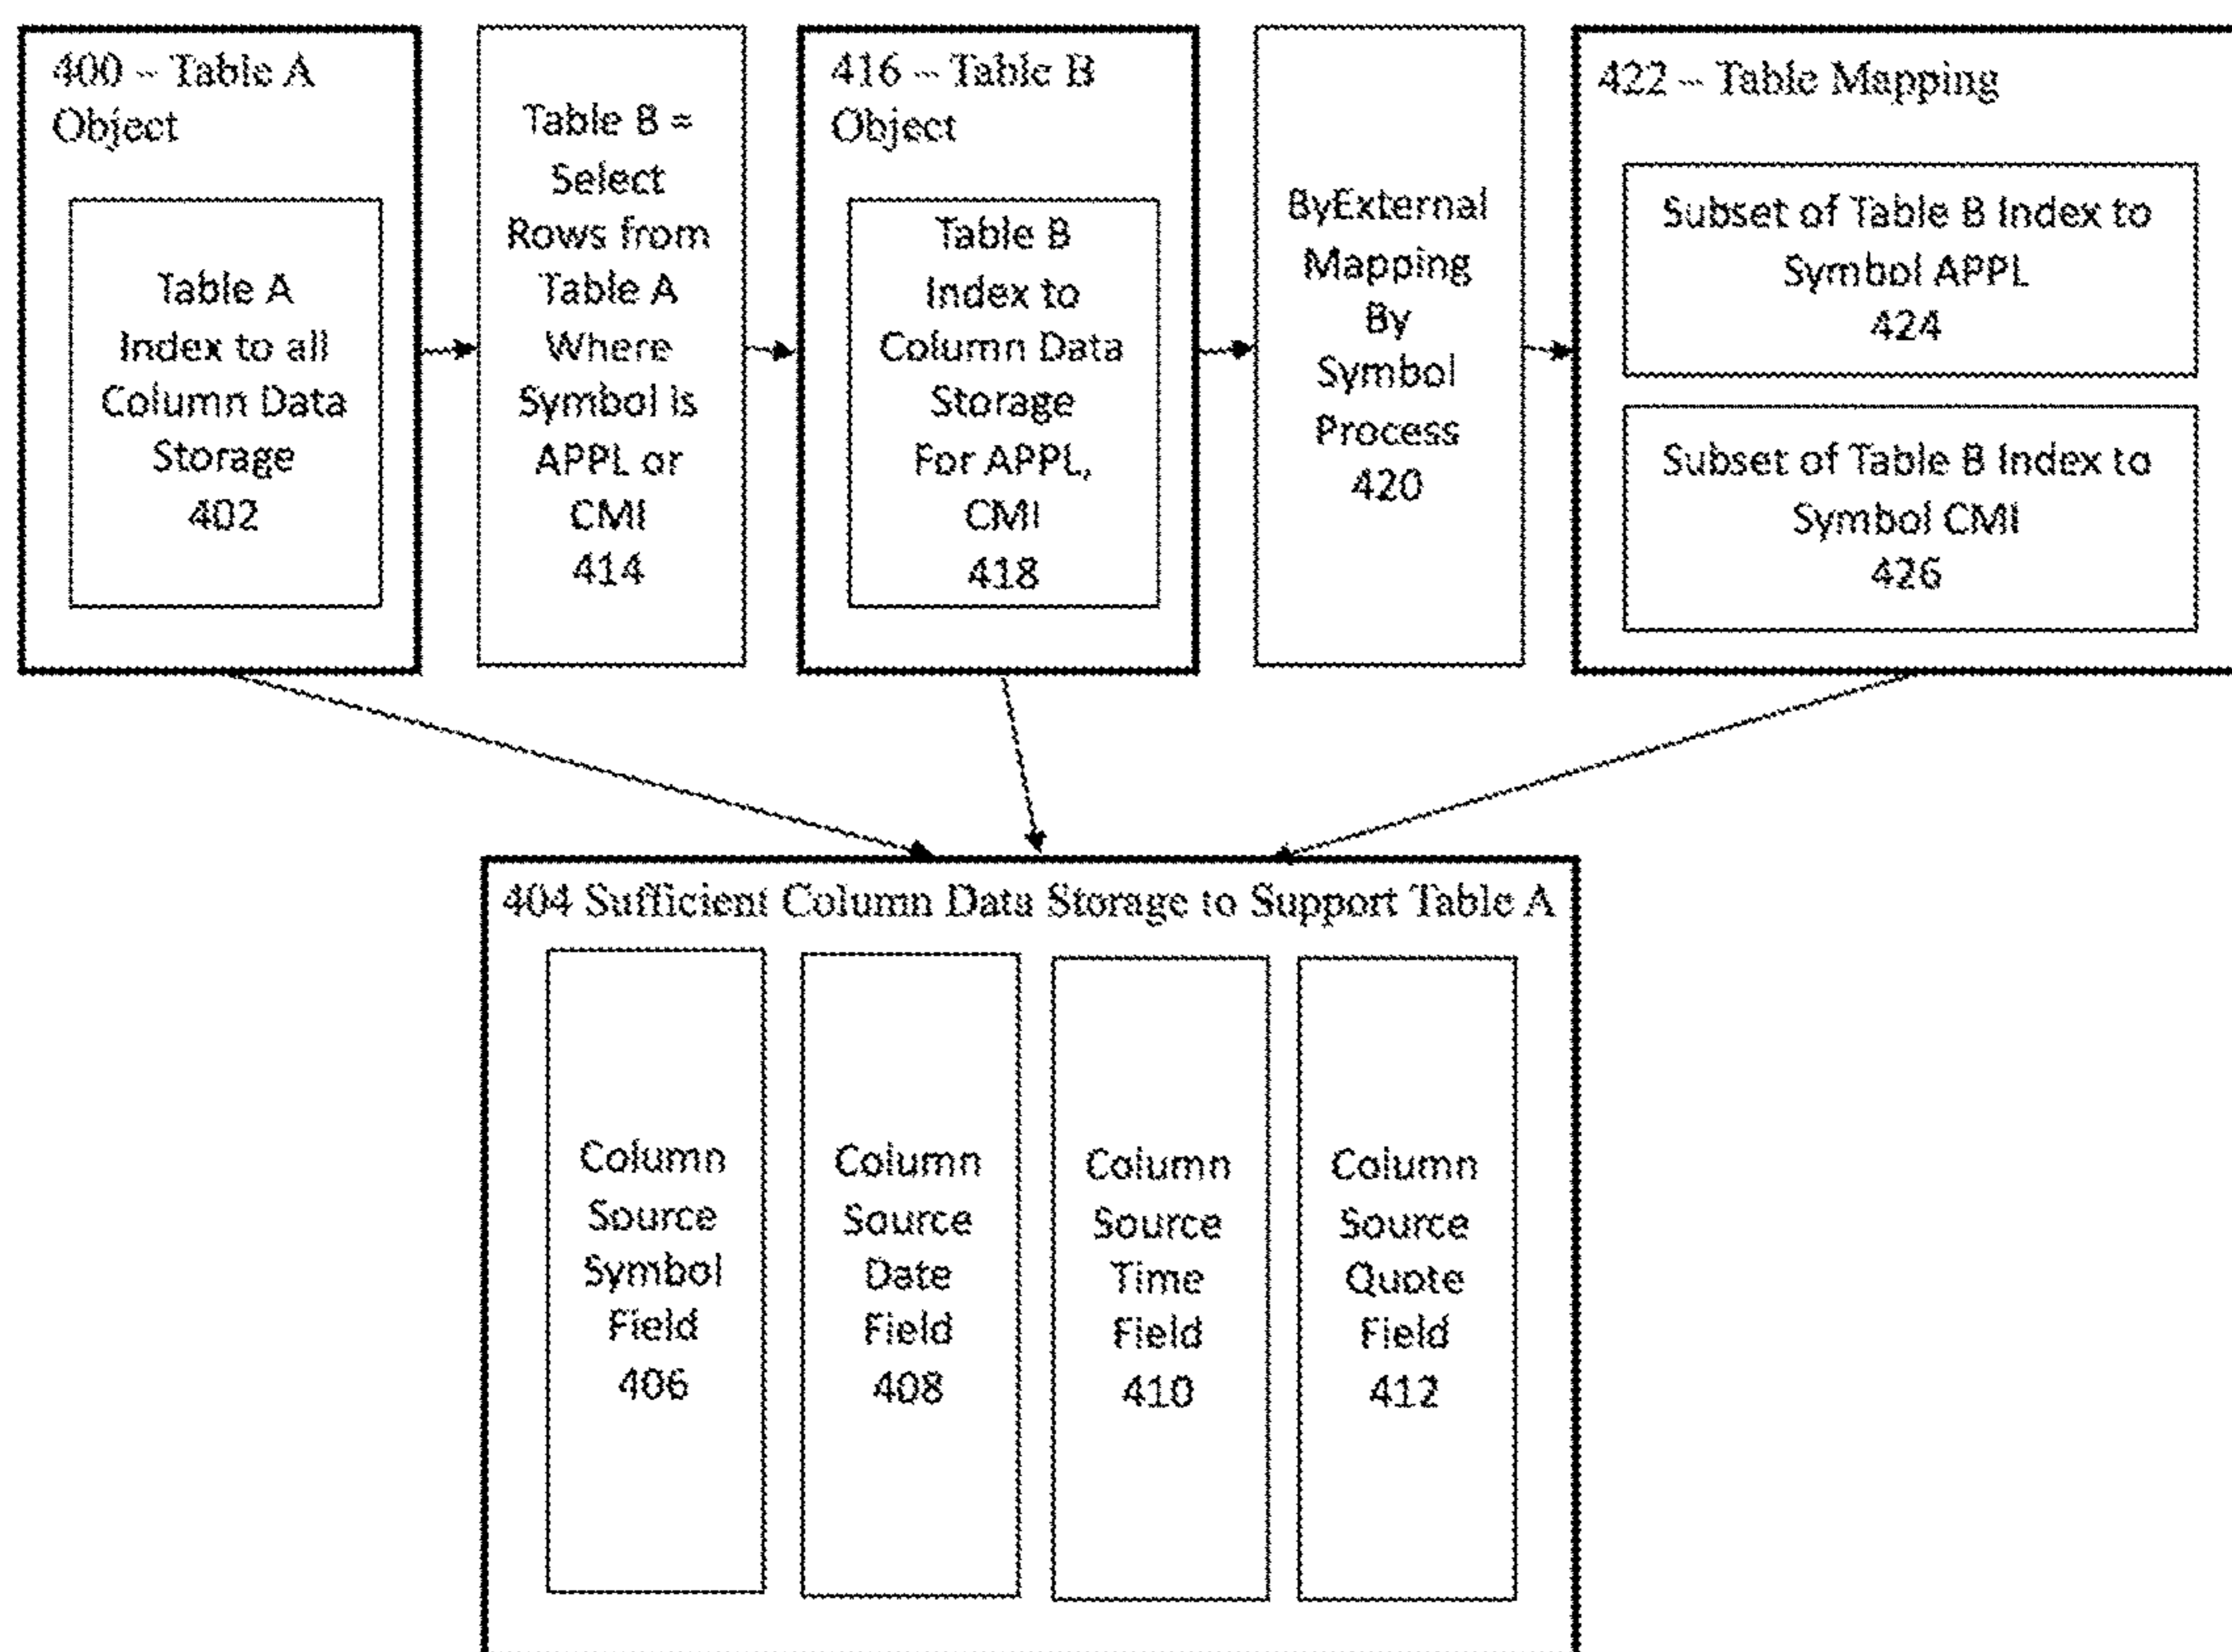 400 -- Table A
Object
Table A
Index to all
Column Data
Storage
402
Table B =
Select
Rows from
Table A
Where
Symbol is
APPL or
CMI
414
416 -- Table B
Object
Table B
Index to
Column Data
Storage
For APPL,
CMI
418
ByExternal
Mapping
By
Symbol
Process
420
422 -- Table Mapping
Subset of Table B Index to
Symbol APPL
424
Subset of Table B Index to
Symbol CMI
426
404 Sufficient Column Data Storage to Support Table A
Column
Source
Symbol
Field
406
Column
Source
Date
Field
408
Column
Source
Time
Field
410
Column
Source
Quote
Field
412